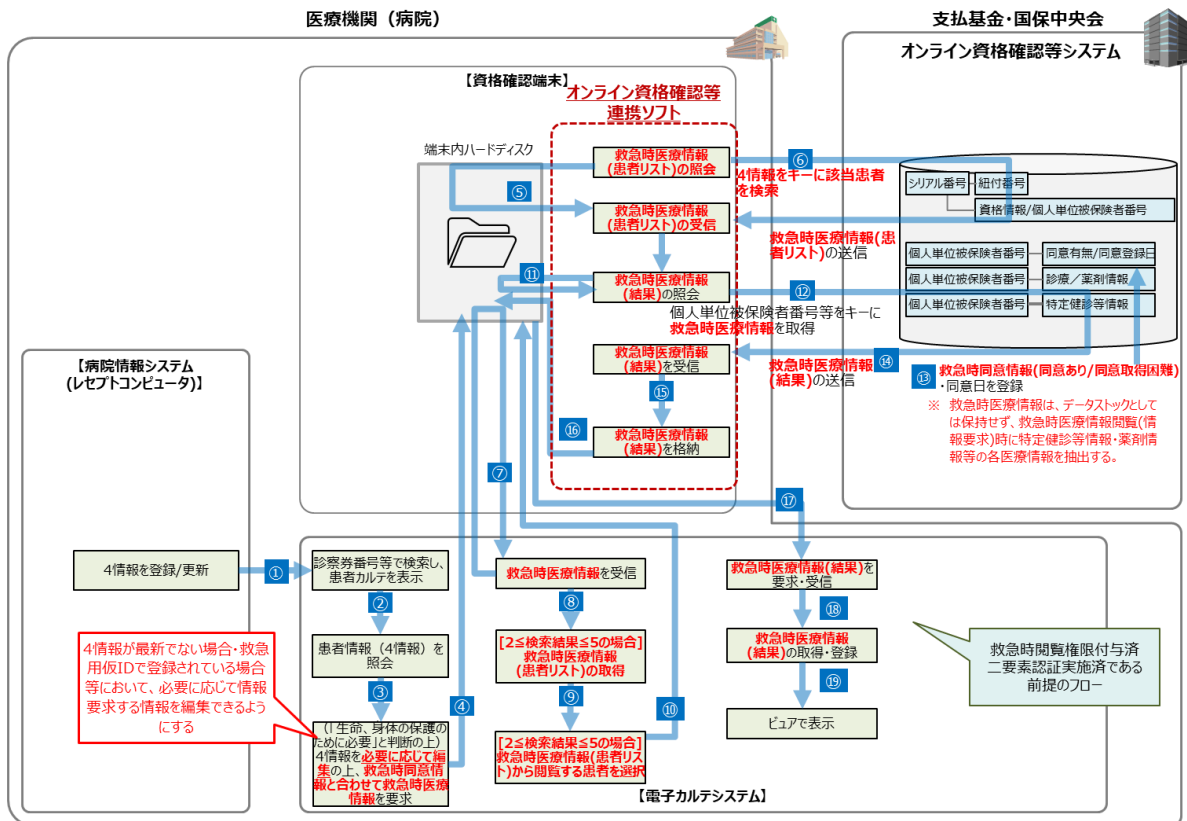 医療機関（病院）
支払基金・国保中央会
オンライン資格確認等システム
【資格確認端末】
オンライン資格確認等
連携ソフト
端末内ハードディスク
救急時医療情報
(患者リスト)の照会
⑥
4情報をキーに該当患者
を検索
⑤
救急時医療情報
(患者リスト)の受信
救急時医療情報(患
者リスト)の送信
シリアル番号
紐付番号
資格情報/個人単位被保険者番号
個人単位被保険者番号
同意有無/同意登録日
個人単位被保険者番号
診療／薬剤情報
個人単位被保険者番号
特定健診等情報
⑪
救急時医療情報
(結果)の照会
⑫
個人単位被保険者番号等をキーに
救急時医療情報を取得
救急時医療情報
(結果)を受信
救急時医療情報
(結果)の送信
⑭
⑬
救急時同意情報(同意あり/同意取得困難)
・同意日を登録
※ 救急時医療情報は、データストックとして
は保持せず、救急時医療情報閲覧(情
報要求)時に特定健診等情報・薬剤情
報等の各医療情報を抽出する。
⑮
⑯
救急時医療情報
(結果)を格納
⑦
⑰
【病院情報システム
(レセプトコンピュータ)】
4情報を登録/更新
①
診察券番号等で検索し、
患者カルテを表示
②
患者情報（4情報）を
照会
③
（「生命、身体の保護の
ために必要」と判断の上）
4情報を必要に応じて編
集の上、救急時同意情
報と合わせて救急時医療
情報を要求
④
4情報が最新でない場合・救急
用仮IDで登録されている場合
等において、必要に応じて情報
要求する情報を編集できるよう
にする
救急時医療情報を受信
⑧
[2≦検索結果≦5の場合]
救急時医療情報
(患者リスト)の取得
⑨
⑩
[2≦検索結果≦5の場合]
救急時医療情報(患者リス
ト)から閲覧する患者を選択
救急時医療情報(結果)を
要求・受信
⑱
救急時医療情報
(結果)の取得・登録
⑲
ビュアで表示
救急時閲覧権限付与済
二要素認証実施済である
前提のフロー
【電子カルテシステム】